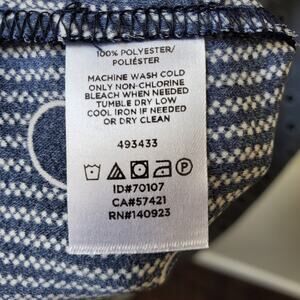 100% POLYESTER/
POLIÉSTER
MACHINE WASH COLD
ONLY NON-CHLORINE
BLEACH WHEN NEEDED
TUMBLE DRY LOW
COOL IRON IF NEEDED
OR DRY CLEAN
493433
P
ID#70107
CA#57421
RN#140923